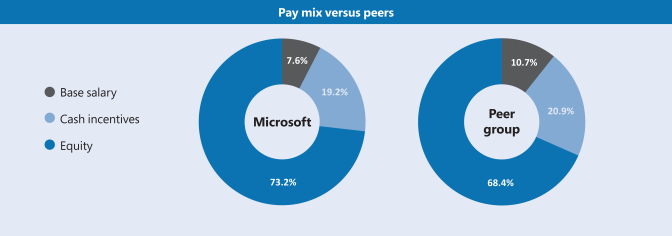 Pay mix versus peers
Base salary
Cash incentives
Equity
7.6%
19.2%
Microsoft
73.2%
10.7%
20.9%
Peer
group
68.4%